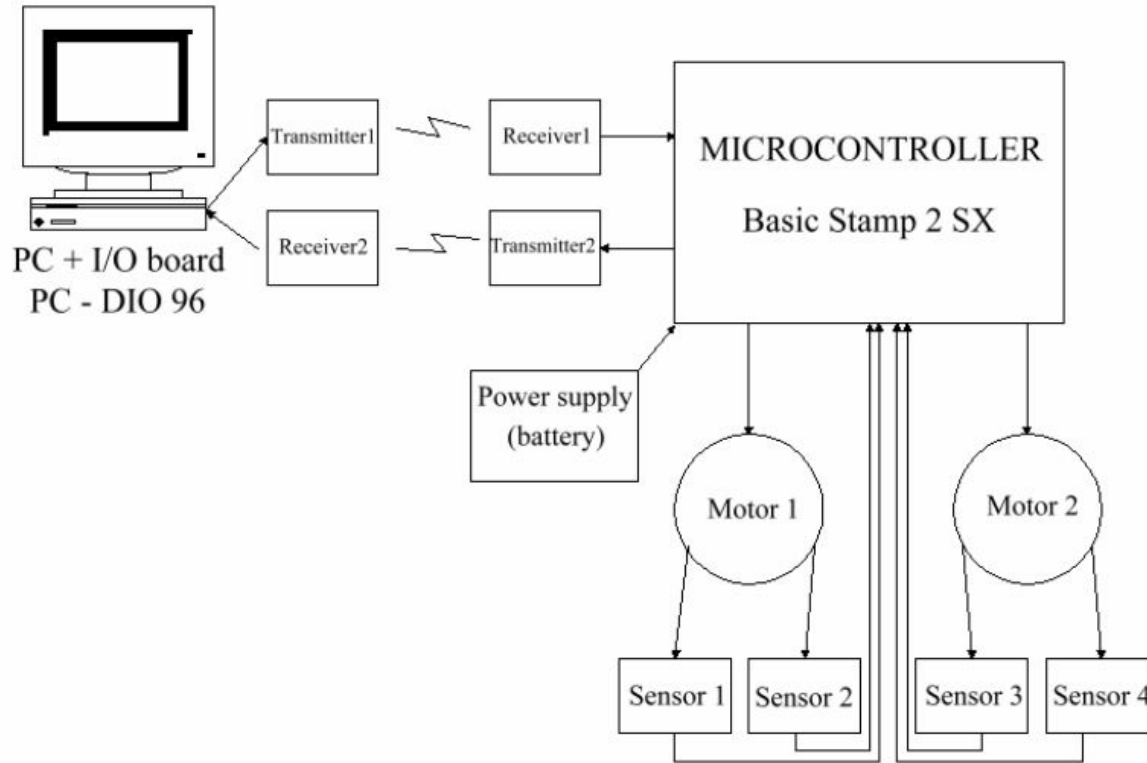 PC + I/O board
PC - DIO 96
Transmitter1
Receiver1
Receiver2
Transmitter2
MICROCONTROLLER
Basic Stamp 2 SX
Power supply
(battery)
Motor 1
Motor 2
Sensor 1
Sensor 2
Sensor 3
Sensor 4